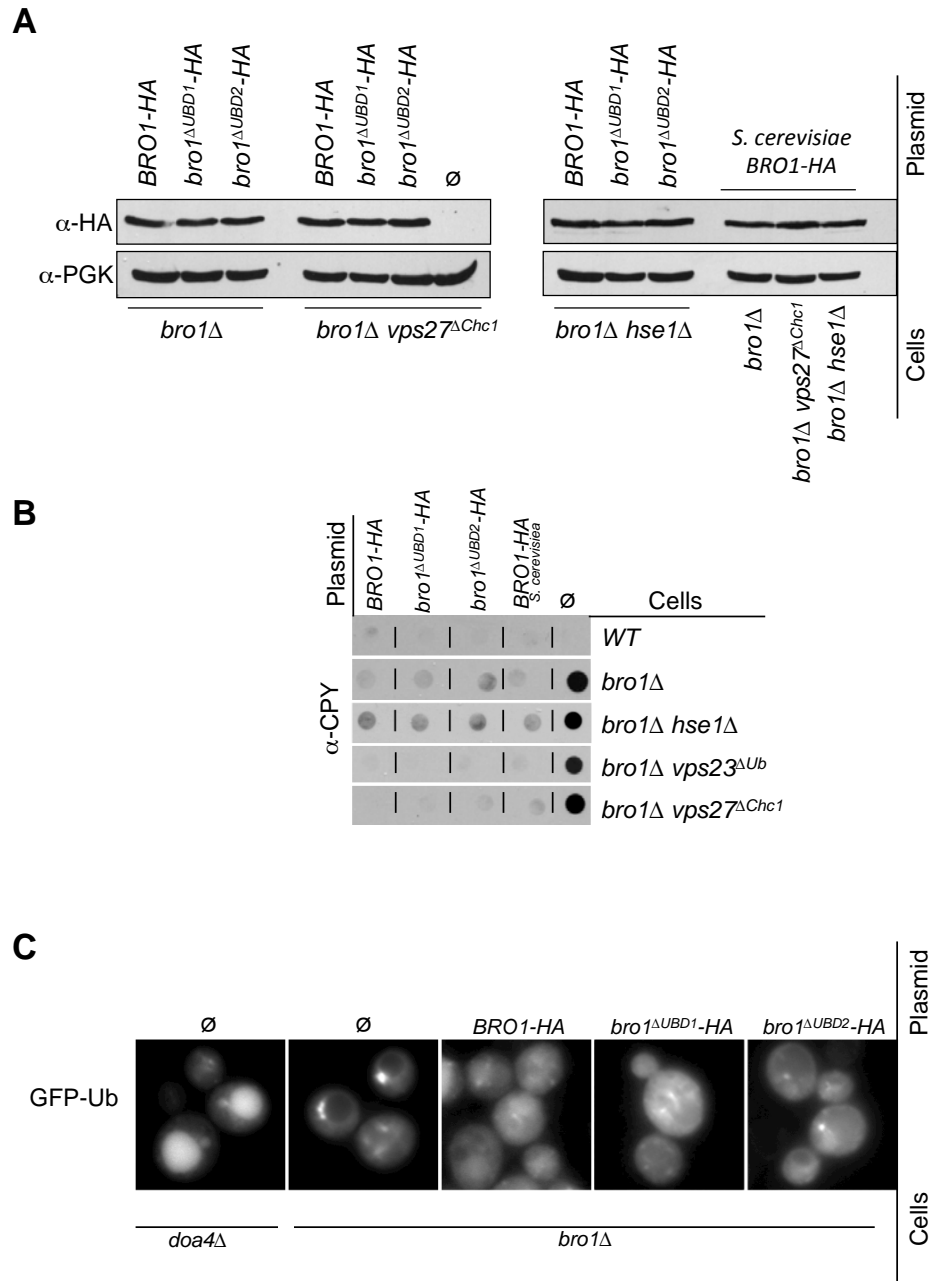 A
BRO1-HA
bro1ΔUBD1-HA
bro1ΔUBD2-HA
BRO1-HA
bro1ΔUBD1-HA
bro1ΔUBD2-HA
Ø
BRO1-HA
bro1ΔUBD1-HA
bro1ΔUBD2-HA
S. cerevisiae
BRO1-HA
Plasmid
α-HA
α-PGK
bro1Δ
bro1Δ vps27ΔChc1
bro1Δ hse1Δ
bro1Δ
bro1Δ vps27ΔChc1
bro1Δ hse1Δ
Cells
B
Plasmid
BRO1-HA
bro1ΔUBD1-HA
bro1ΔUBD2-HA
BRO1-HA
S. cerevisiea
Ø
Cells
α-CPY
WT
bro1Δ
bro1Δ hse1Δ
bro1Δ vps23ΔUb
bro1Δ vps27ΔChc1
C
Plasmid
Ø
Ø
BRO1-HA
bro1ΔUBD1-HA
bro1ΔUBD2-HA
GFP-Ub
doa4Δ
bro1Δ
Cells